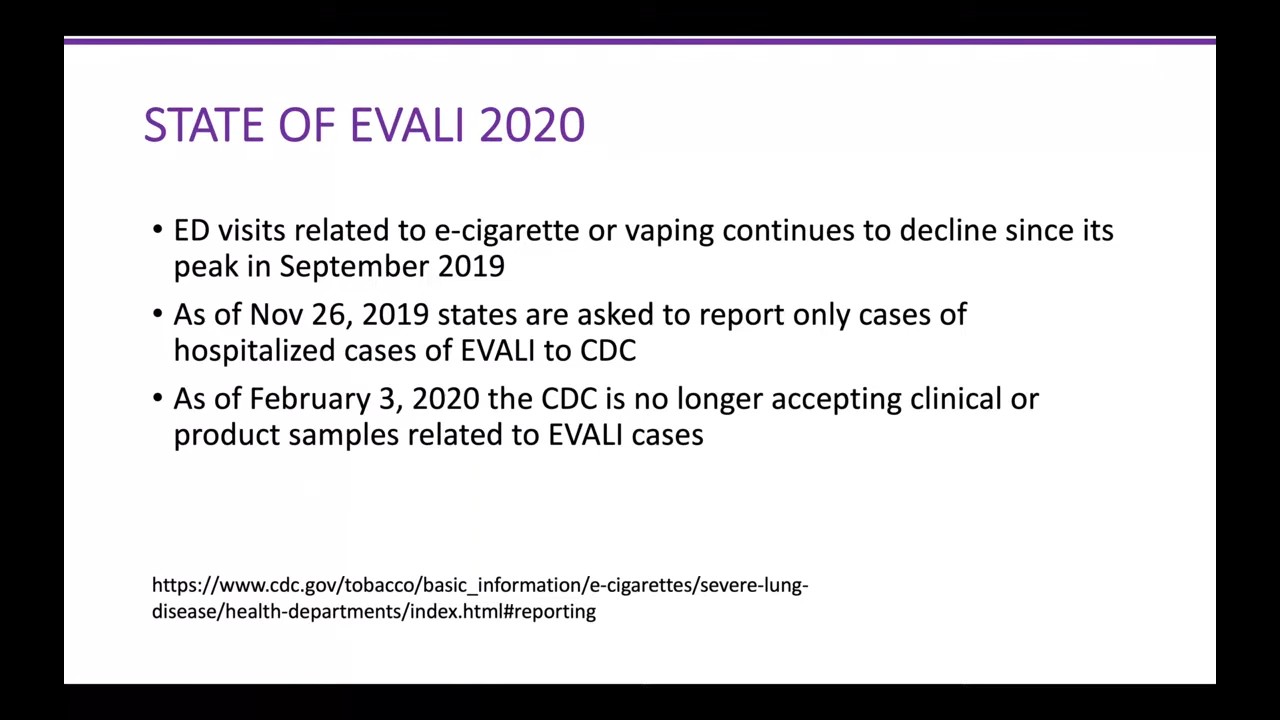 STATE OF EVALI 2020
• ED visits related to e-cigarette or vaping continues to decline since its
peak in September 2019
• As of Nov 26, 2019 states are asked to report only cases of
hospitalized cases of EVALI to CDC
• As of February 3, 2020 the CDC is no longer accepting clinical or
product samples related to EVALI cases
https://www.cdc.gov/tobacco/basic_information/e-cigarettes/severe-lung-
disease/health-departments/index.html#reporting